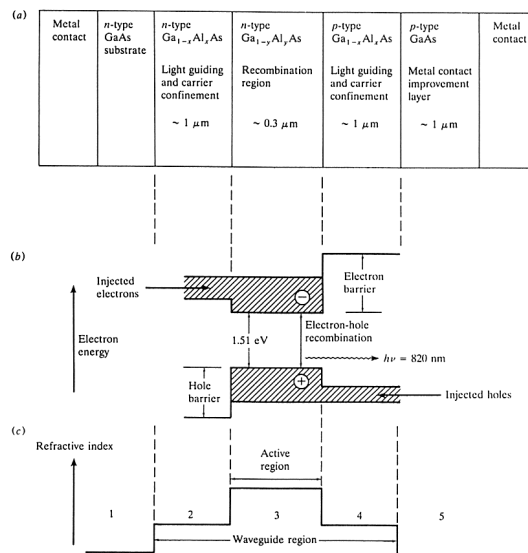 (a)
Metal contact
n-type GaAs substrate
n-type Ga1−xAlxAs
Light guiding and carrier confinement
~ 1 μm
n-type Ga1−yAlyAs
Recombination region
~ 0.3 μm
p-type Ga1−xAlxAs
Light guiding and carrier confinement
~ 1 μm
p-type GaAs
Metal contact improvement layer
~ 1 μm
Metal contact
(b)
Injected electrons
Electron energy
1.51 eV
Hole barrier
−
+
Electron barrier
Electron-hole recombination
hν = 820 nm
Injected holes
(c)
Refractive index
Active region
1
2
3
4
5
Waveguide region